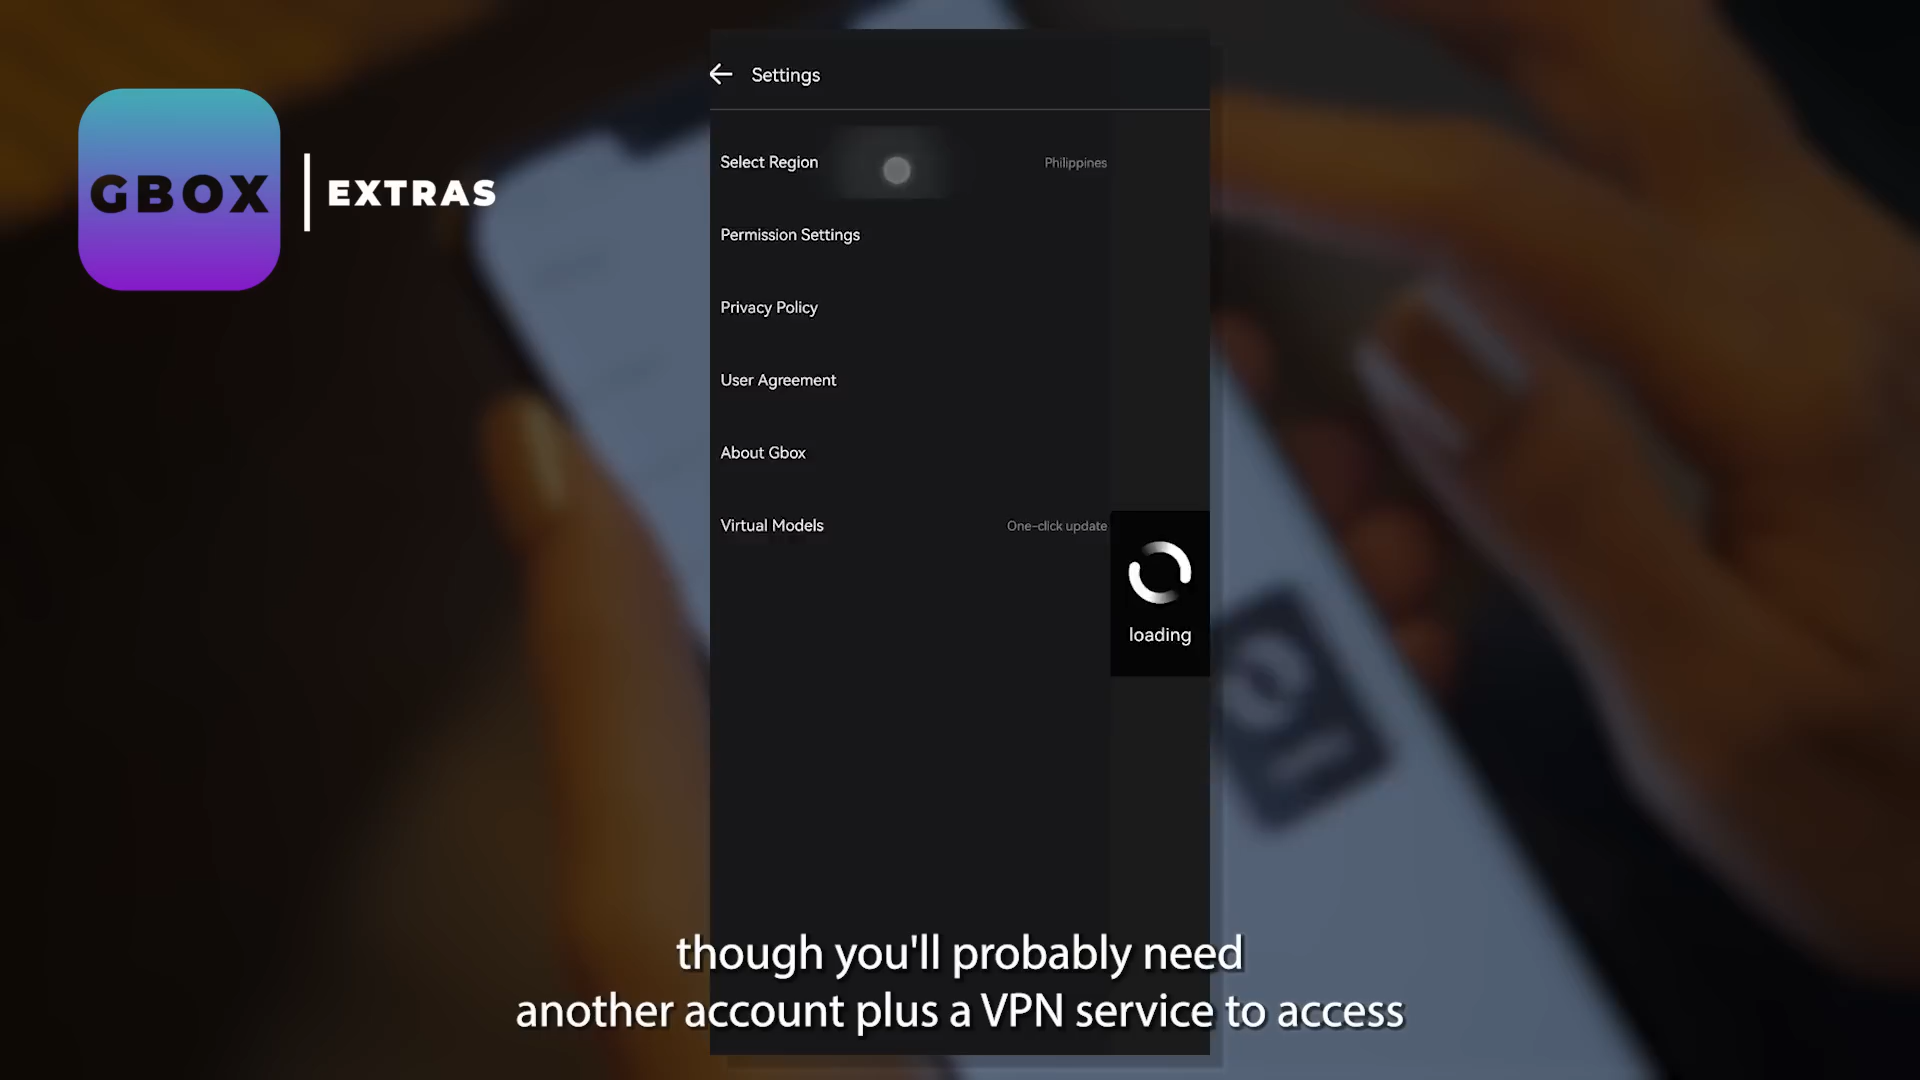 Settings
GBOX
EXTRAS
Select Region
Philippines
Permission Settings
Privacy Policy
User Agreement
About Gbox
Virtual Models
One-click update
loading
though you'll probably need
another account plus a VPN service to access